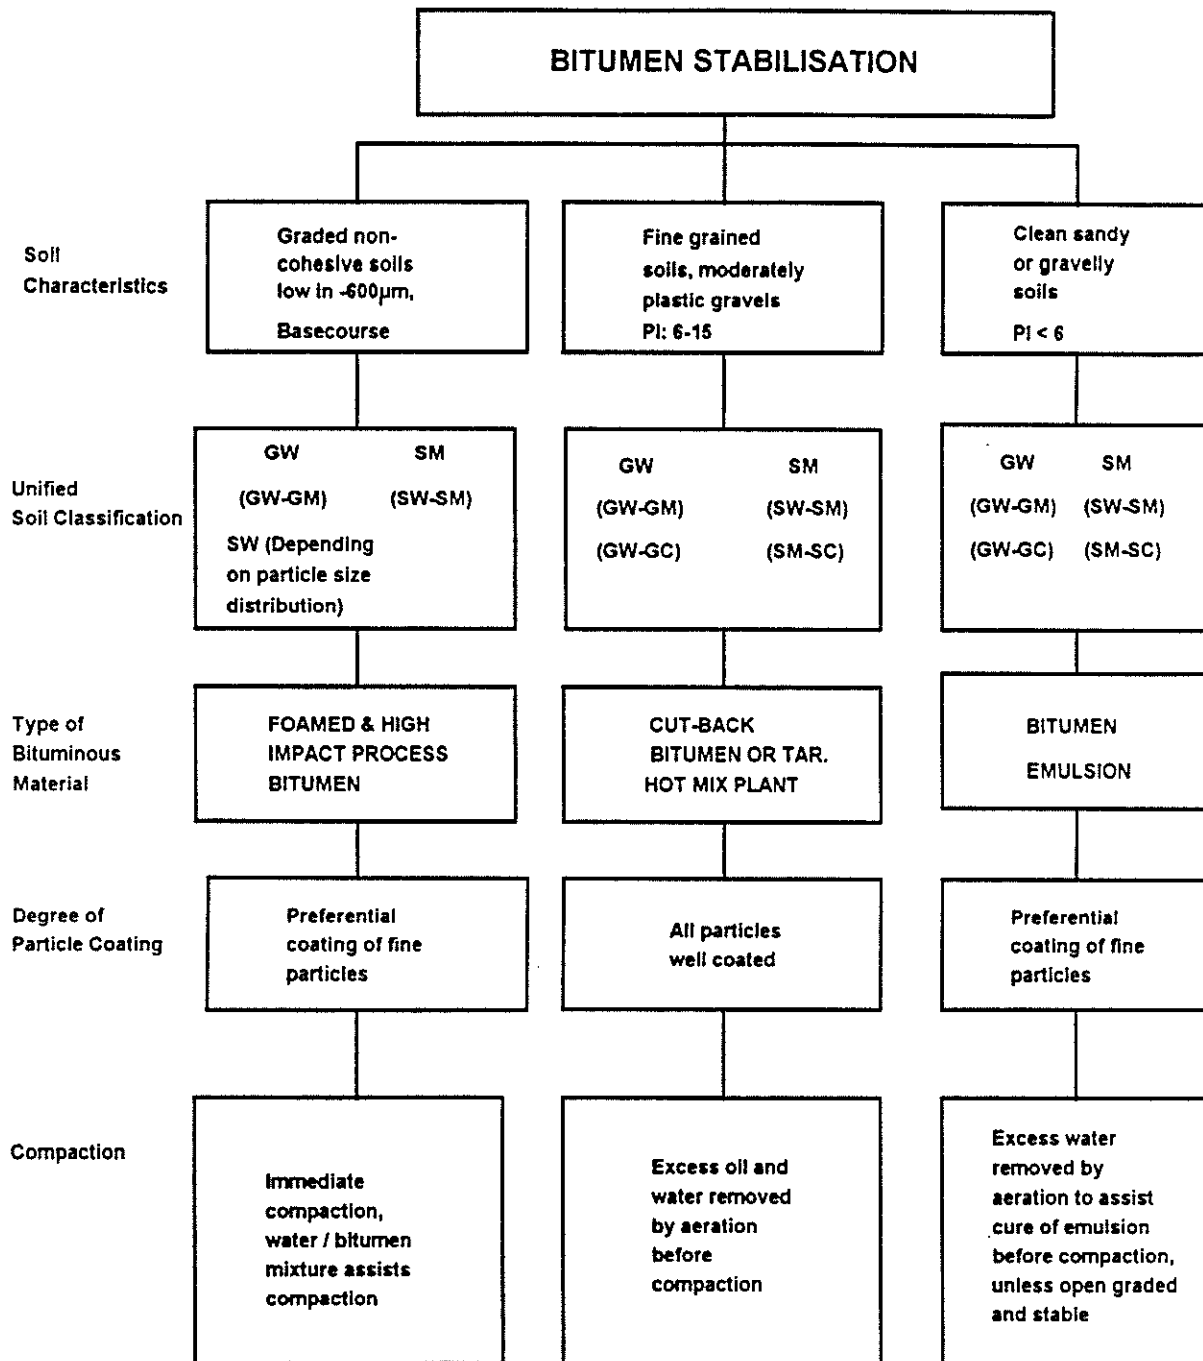 BITUMEN STABILISATION
Soil
Characteristics
Graded non-
cohesive soils
low in -600µm,
Basecourse
Fine grained
soils, moderately
plastic gravels
PI: 6-15
Clean sandy
or gravelly
soils
PI < 6
Unified
Soil Classification
GW SM
(GW-GM) (SW-SM)
SW (Depending
on particle size
distribution)
GW SM
(GW-GM) (SW-SM)
(GW-GC) (SM-SC)
GW SM
(GW-GM) (SW-SM)
(GW-GC) (SM-SC)
Type of
Bituminous
Material
FOAMED & HIGH
IMPACT PROCESS
BITUMEN
CUT-BACK
BITUMEN OR TAR.
HOT MIX PLANT
BITUMEN
EMULSION
Degree of
Particle Coating
Preferential
coating of fine
particles
All particles
well coated
Preferential
coating of fine
particles
Compaction
Immediate
compaction,
water / bitumen
mixture assists
compaction
Excess oil and
water removed
by aeration
before
compaction
Excess water
removed by
aeration to assist
cure of emulsion
before compaction,
unless open graded
and stable